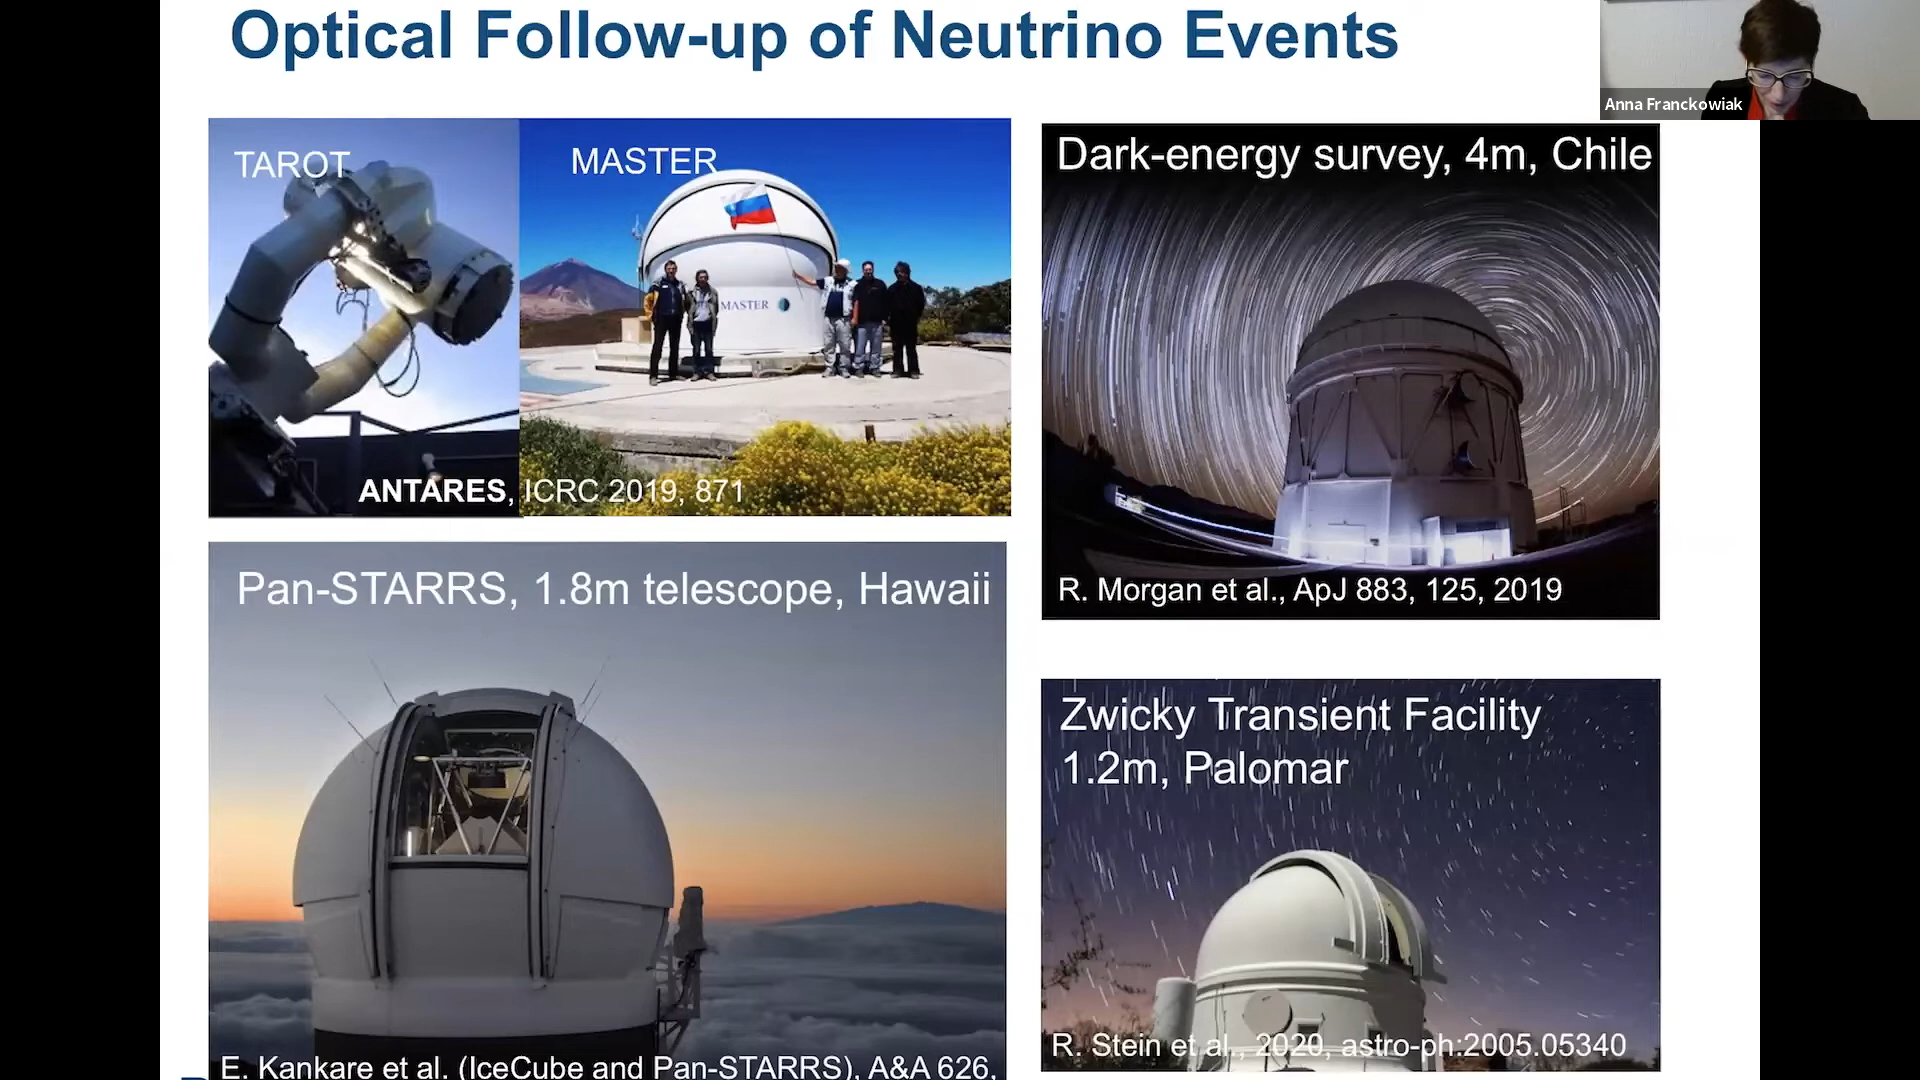 Optical Follow-up of Neutrino Events
Anna Franckowiak
TAROT
MASTER
MASTER
ANTARES, ICRC 2019, 871
Dark-energy survey, 4m, Chile
R. Morgan et al., ApJ 883, 125, 2019
Pan-STARRS, 1.8m telescope, Hawaii
E. Kankare et al. (IceCube and Pan-STARRS), A&A 626,
Zwicky Transient Facility
1.2m, Palomar
R. Stein et al., 2020, astro-ph:2005.05340